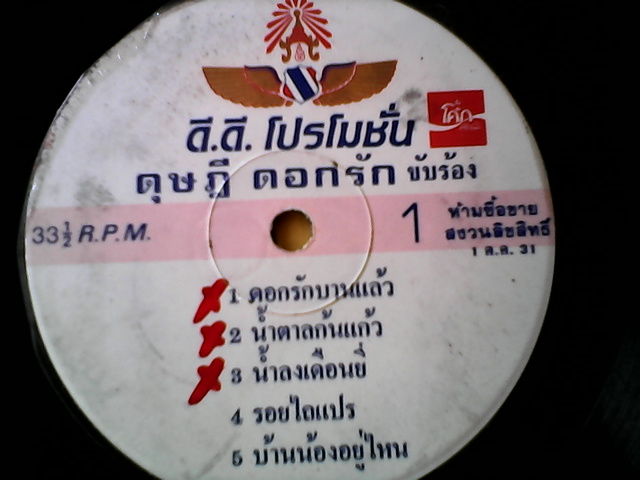 ดี.ดี. โปรโมชั่น
โค้ก
ดุษฎี ดอกรัก ขับร้อง
33 ½ R.P.M.
1
ห้ามซื้อขาย
สงวนลิขสิทธิ์
1 ต.ค. 31
1 ดอกรักบานแล้ว
2 น้ำตาลก้นแก้ว
3 น้ำลงเดือนยี่
4 รอยไถแปร
5 บ้านน้องอยู่ไหน